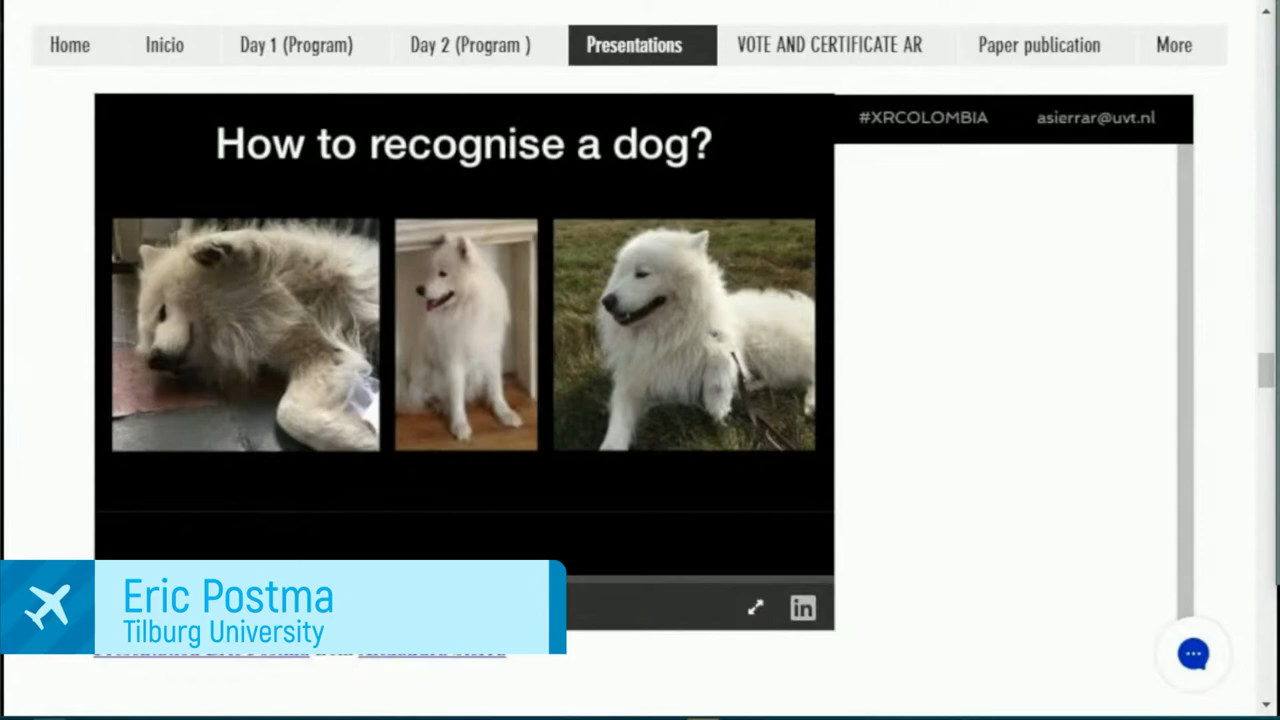 Home Inicio Day 1 (Program) Day 2 (Program ) Presentations VOTE AND CERTIFICATE AR Paper publication More
#XRCOLOMBIA asierrar@uvt.nl
How to recognise a dog?
in
Eric Postma
Tilburg University